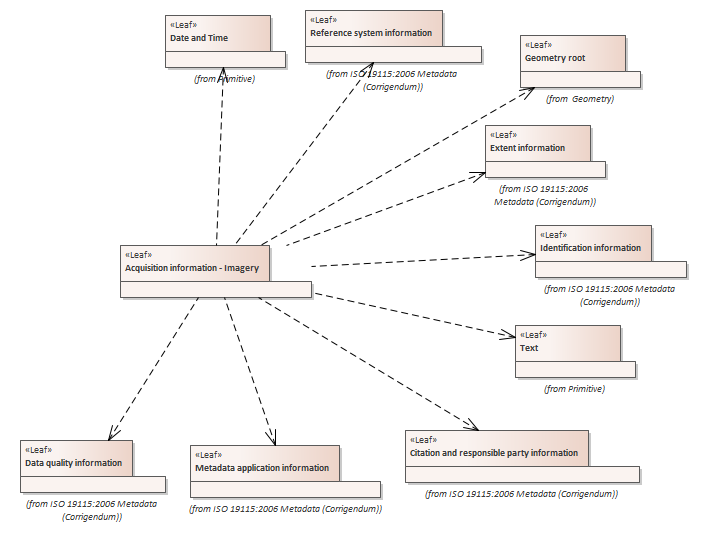 «Leaf»
Date and Time
(from Primitive)
«Leaf»
Reference system information
(from ISO 19115:2006 Metadata
(Corrigendum))
«Leaf»
Geometry root
(from  Geometry)
«Leaf»
Extent information
(from ISO 19115:2006
Metadata (Corrigendum))
«Leaf»
Acquisition information - Imagery
«Leaf»
Identification information
(from ISO 19115:2006 Metadata
(Corrigendum))
«Leaf»
Text
(from Primitive)
«Leaf»
Data quality information
(from ISO 19115:2006 Metadata
(Corrigendum))
«Leaf»
Metadata application information
(from ISO 19115:2006 Metadata (Corrigendum))
«Leaf»
Citation and responsible party information
(from ISO 19115:2006 Metadata (Corrigendum))